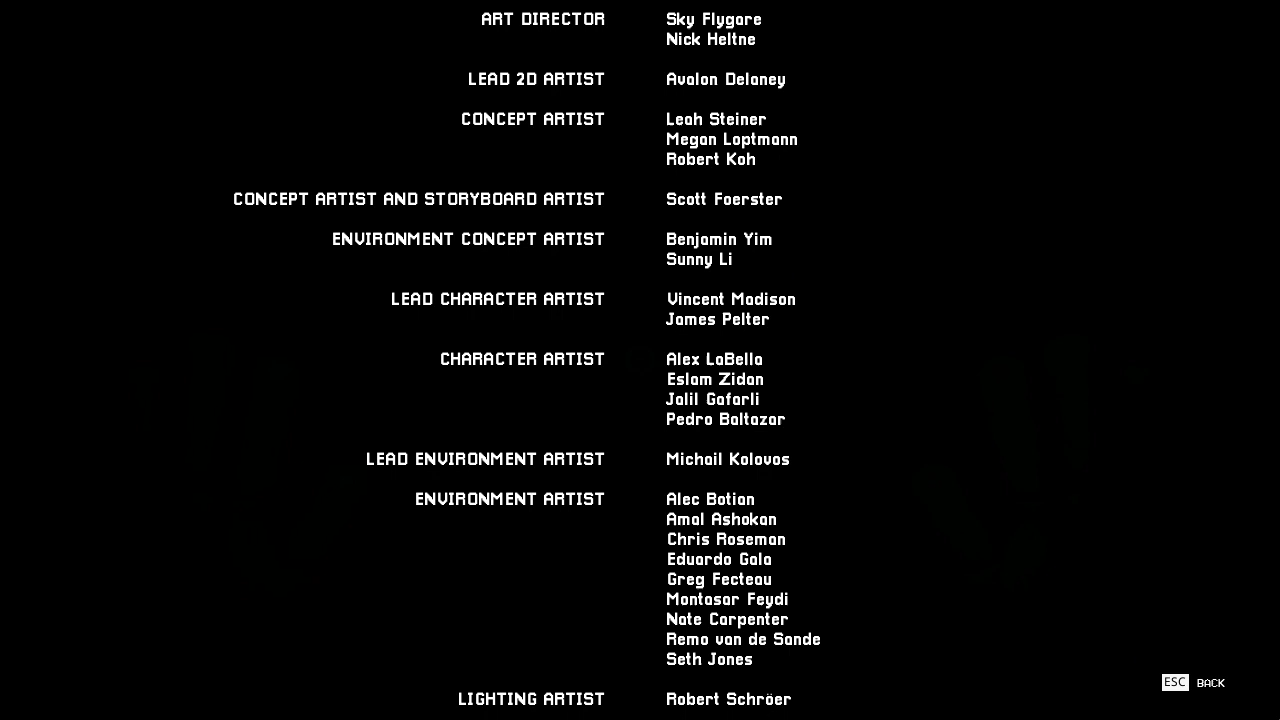 ART DIRECTOR Sky Flygare
Nick Heltne
LEAD 2D ARTIST Avalon Delaney
CONCEPT ARTIST Leah Steiner
Megan Loptmann
Robert Koh
CONCEPT ARTIST AND STORYBOARD ARTIST Scott Foerster
ENVIRONMENT CONCEPT ARTIST Benjamin Yim
Sunny Li
LEAD CHARACTER ARTIST Vincent Madison
James Pelter
CHARACTER ARTIST Alex LaBella
Eslam Zidan
Jalil Gafarli
Pedro Baltazar
LEAD ENVIRONMENT ARTIST Michail Kolovos
ENVIRONMENT ARTIST Alec Botian
Amal Ashokan
Chris Roseman
Eduardo Gala
Greg Fecteau
Montasar Feydi
Nate Carpenter
Remo van de Sande
Seth Jones
LIGHTING ARTIST Robert Schröer
ESC BACK